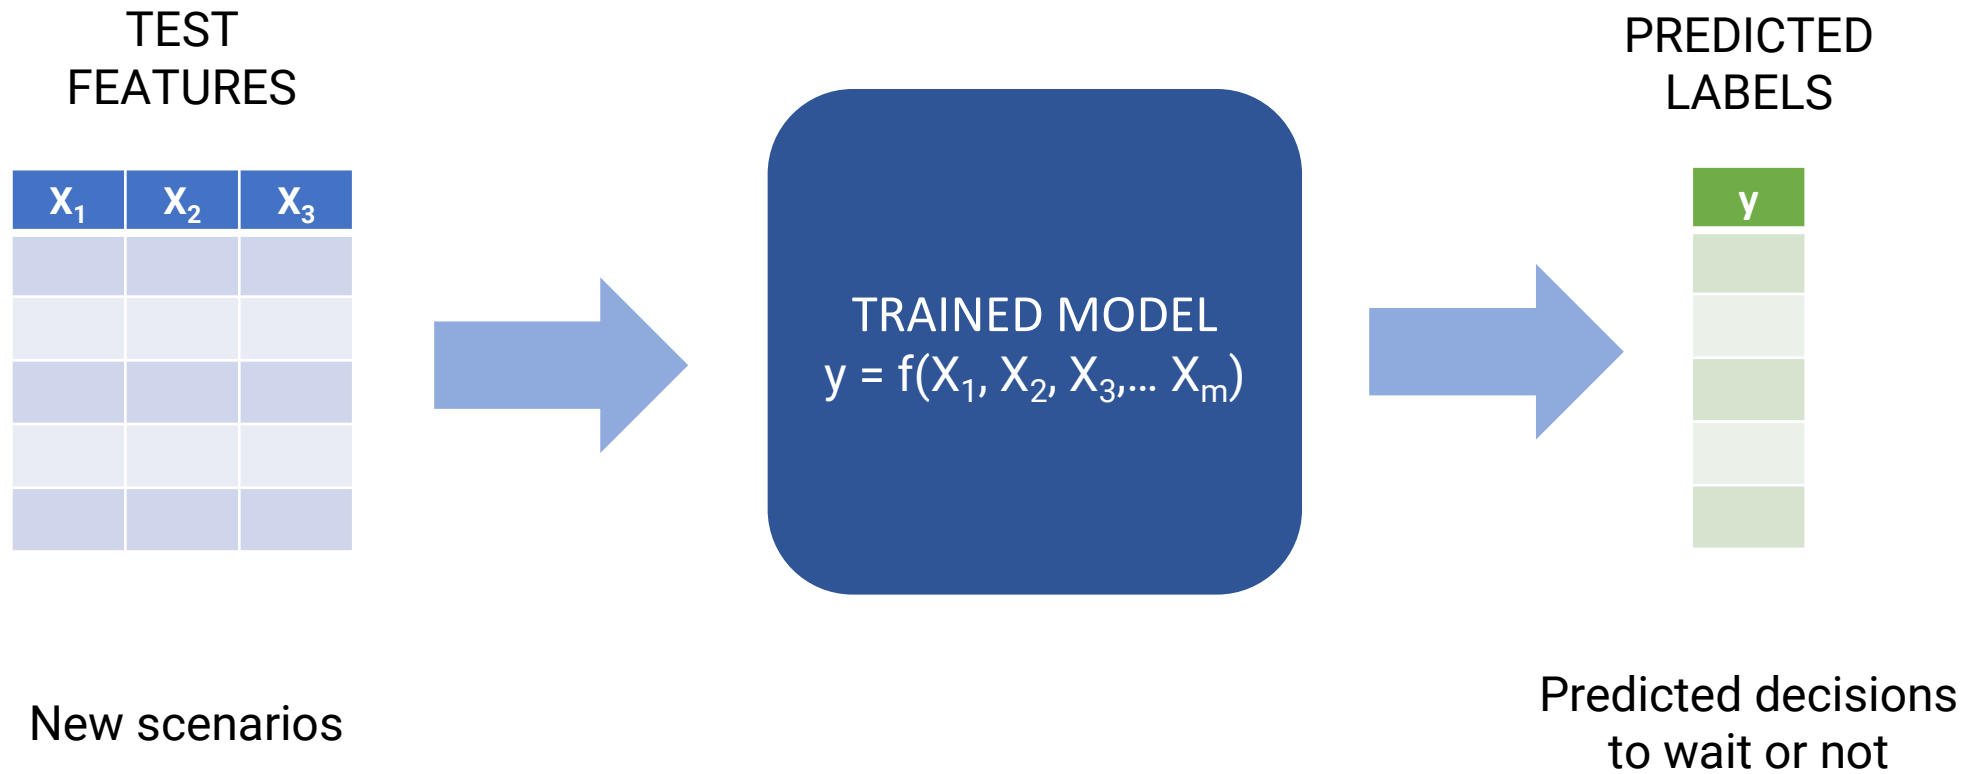 TEST
FEATURES
X₁ X₂ X₃
New scenarios
TRAINED MODEL
y = f(X₁, X₂, X₃,... Xₘ)
PREDICTED
LABELS
y
Predicted decisions
to wait or not